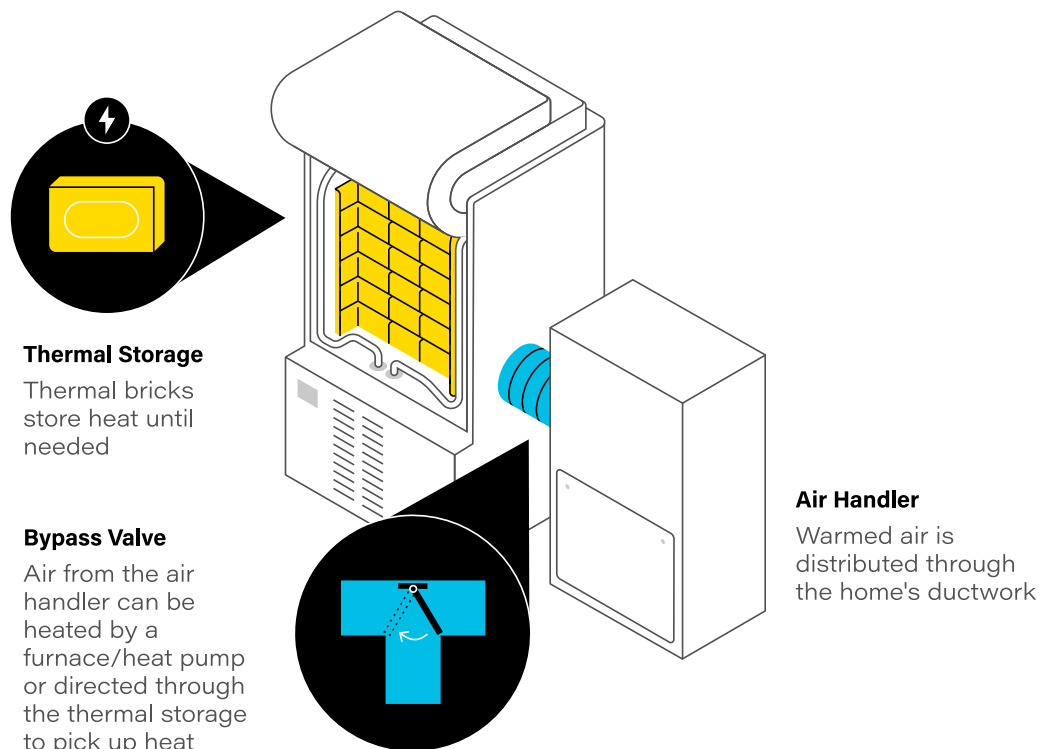 Thermal Storage
Thermal bricks
store heat until
needed
Bypass Valve
Air from the air
handler can be
heated by a
furnace/heat pump
or directed through
the thermal storage
to pick up heat
Air Handler
Warmed air is
distributed through
the home's ductwork